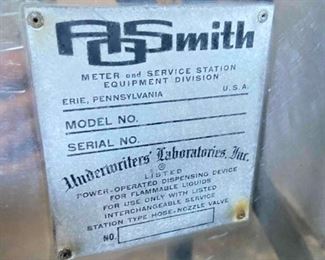 AOSmith
METER and SERVICE STATION
EQUIPMENT DIVISION
ERIE, PENNSYLVANIA U.S.A.
MODEL NO.
SERIAL NO.
Underwriters' Laboratories, Inc.
®
LISTED
POWER-OPERATED DISPENSING DEVICE
FOR FLAMMABLE LIQUIDS
FOR USE ONLY WITH LISTED
INTERCHANGEABLE SERVICE
STATION TYPE HOSE-NOZZLE VALVE
NO.